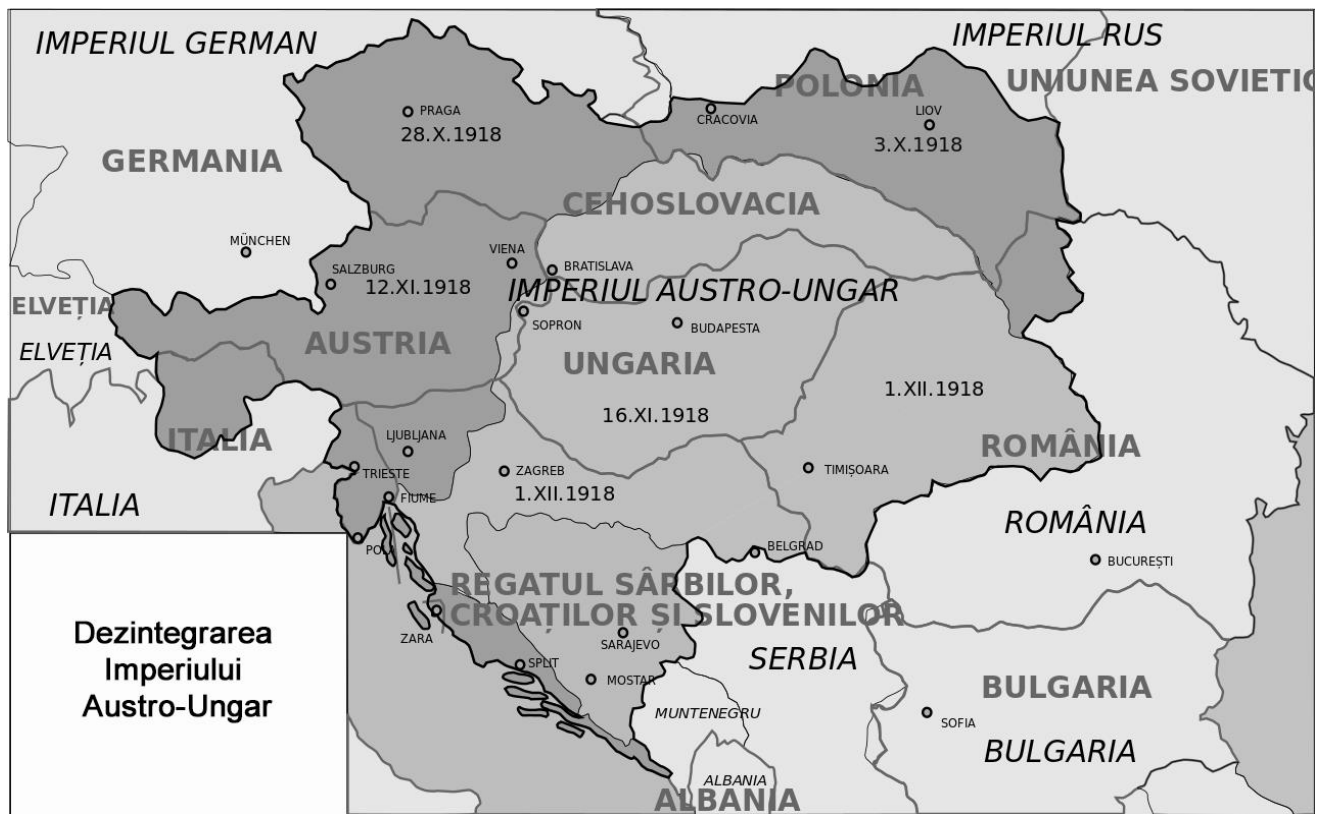 IMPERIUL GERMAN
IMPERIUL RUS
POLONIA
UNIUNEA SOVIETIC
PRAGA
28.X.1918
CRACOVIA
LIOV
3.X.1918
GERMANIA
CEHOSLOVACIA
MÜNCHEN
VIENA
SALZBURG
12.XI.1918
BRATISLAVA
IMPERIUL AUSTRO-UNGAR
ELVEȚIA
SOPRON
BUDAPESTA
AUSTRIA
ELVEȚIA
UNGARIA
1.XII.1918
16.XI.1918
ITALIA
LJUBLJANA
ROMÂNIA
TRIESTE
ZAGREB
TIMIȘOARA
ITALIA
FIUME
1.XII.1918
ROMÂNIA
POLA
BELGRAD
BUCUREȘTI
REGATUL SÂRBILOR,
CROAȚILOR ȘI SLOVENILOR
ZARA
SARAJEVO
Dezintegrarea
Imperiului
Austro-Ungar
SPLIT
MOSTAR
SERBIA
BULGARIA
MUNTENEGRU
SOFIA
BULGARIA
ALBANIA
ALBANIA